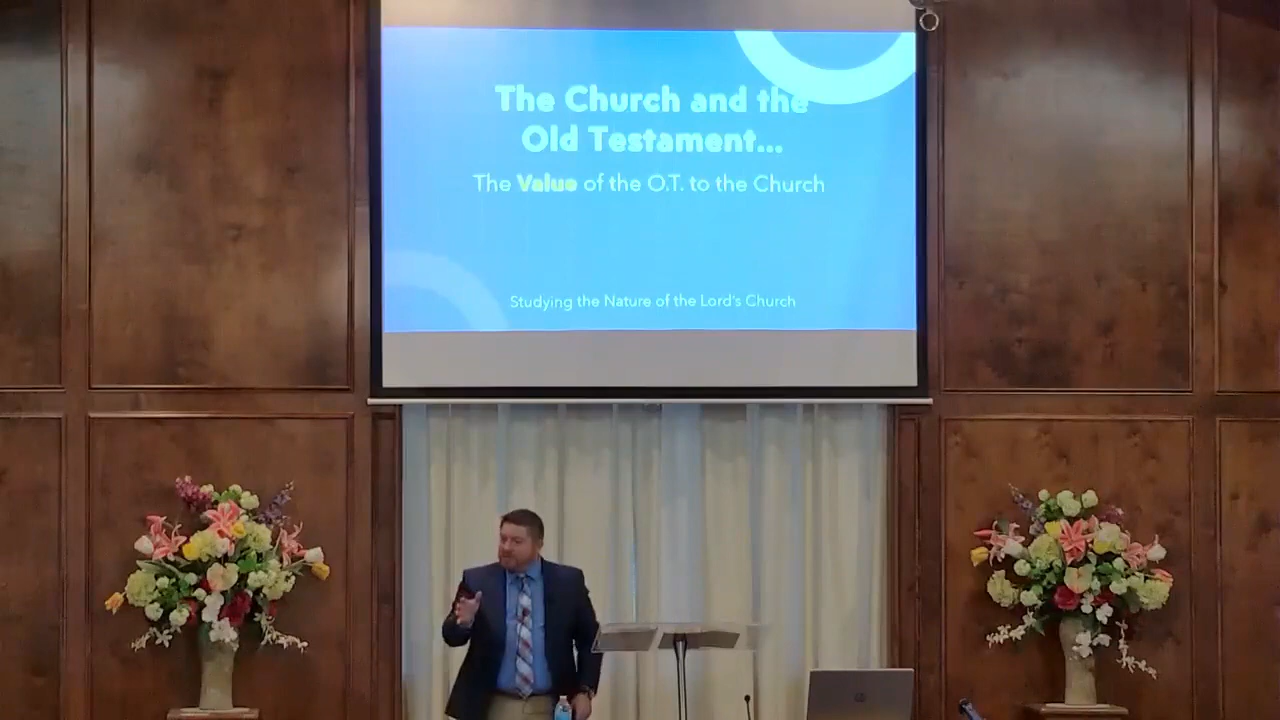 The Church and the
Old Testament...
The Value of the O.T. to the Church
Studying the Nature of the Lord's Church